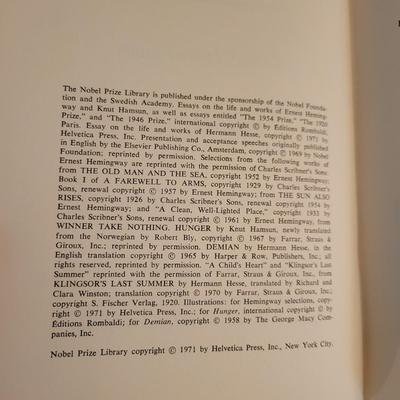 The Nobel Prize Library is published under the sponsorship of the Nobel Founda-
tion and the Swedish Academy. Essays on the life and works of Ernest Heming-
way and Knut Hamsun, as well as essays entitled "The 1954 Prize," "The 1920
Prize," and "The 1946 Prize," international copyright © by Éditions Rombaldi,
Paris. Essay on the life and works of Hermann Hesse, copyright © 1971 by
Helvetica Press, Inc. Presentation and acceptance speeches originally published
in English by the Elsevier Publishing Co., Amsterdam, copyright © 1969 by Nobel
Foundation; reprinted by permission. Selections from the following works of
Ernest Hemingway are reprinted with the permission of Charles Scribner's Sons:
from THE OLD MAN AND THE SEA, copyright 1952 by Ernest Hemingway;
Book I of A FAREWELL TO ARMS, copyright 1929 by Charles Scribner's
Sons, renewal copyright © 1957 by Ernest Hemingway; from THE SUN ALSO
RISES, copyright 1926 by Charles Scribner's Sons, renewal copyright 1954 by
Ernest Hemingway; and "A Clean, Well-Lighted Place," copyright 1933 by
Charles Scribner's Sons, renewal copyright © 1961 by Ernest Hemingway, from
WINNER TAKE NOTHING. HUNGER by Knut Hamsun, newly translated
from the Norwegian by Robert Bly, copyright © 1967 by Farrar, Straus &
Giroux, Inc.; reprinted by permission. DEMIAN by Hermann Hesse, in the
English translation copyright © 1965 by Harper & Row, Publishers, Inc.; all
rights reserved, reprinted by permission. "A Child's Heart" and "Klingsor's Last
Summer" reprinted with the permission of Farrar, Straus & Giroux, Inc., from
KLINGSOR'S LAST SUMMER by Hermann Hesse, translated by Richard and
Clara Winston; translation copyright © 1970 by Farrar, Straus & Giroux, Inc.;
copyright S. Fischer Verlag, 1920. Illustrations: for Hemingway selections, copy-
right © 1971 by Helvetica Press, Inc.; for Hunger, international copyright © by
Éditions Rombaldi; for Demian, copyright © 1958 by The George Macy Com-
panies, Inc.
Nobel Prize Library copyright © 1971 by Helvetica Press, Inc., New York City.